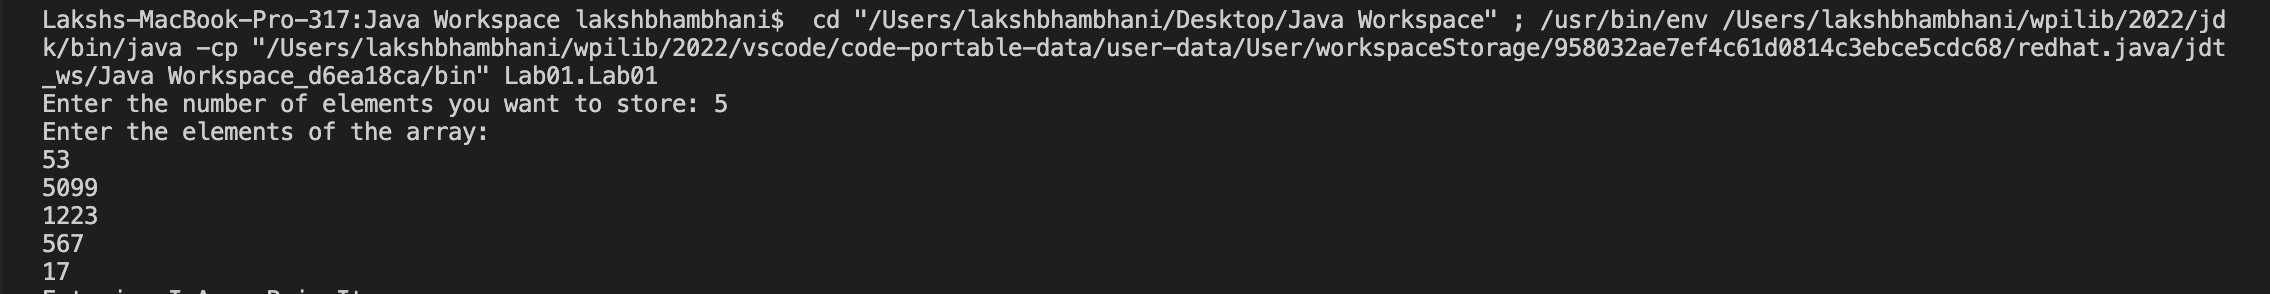 Lakshs-MacBook-Pro-317:Java Workspace lakshbhambhani$  cd "/Users/lakshbhambhani/Desktop/Java Workspace" ; /usr/bin/env /Users/lakshbhambhani/wpilib/2022/jd
k/bin/java -cp "/Users/lakshbhambhani/wpilib/2022/vscode/code-portable-data/user-data/User/workspaceStorage/958032ae7ef4c61d0814c3ebce5cdc68/redhat.java/jdt
_ws/Java Workspace_d6ea18ca/bin" Lab01.Lab01
Enter the number of elements you want to store: 5
Enter the elements of the array:
53
5099
1223
567
17